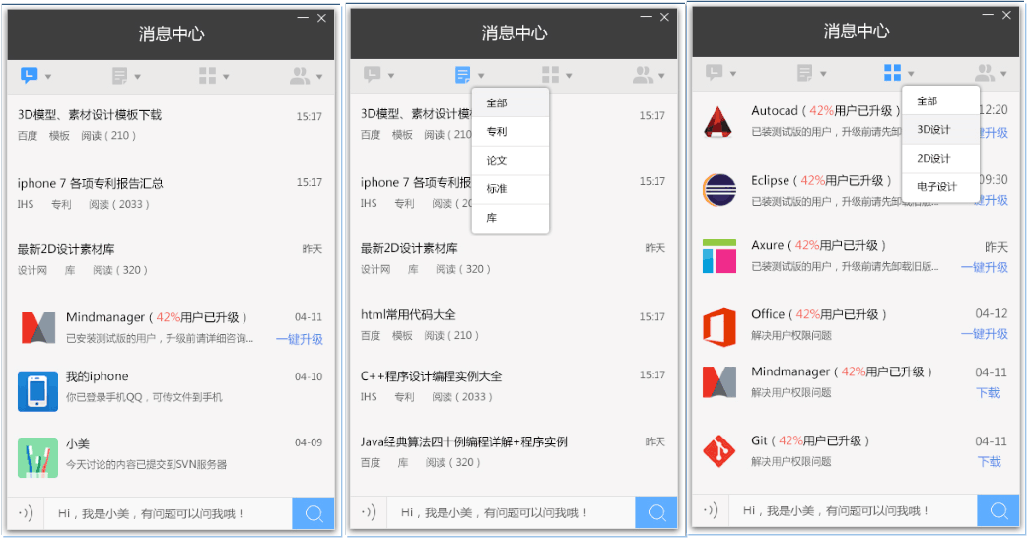 消息中心
3D模型、素材设计模板下载 15:17
百度 模板 阅读（210）
iphone 7 各项专利报告汇总 15:17
IHS 专利 阅读（2033）
最新2D设计素材库 昨天
设计网 库 阅读（320）
Mindmanager（42%用户已升级） 04-11
已安装测试版的用户，升级前请详细咨询... 一键升级
我的iphone 04-10
你已登录手机QQ，可传文件到手机
小美 04-09
今天讨论的内容已提交到SVN服务器
Hi，我是小美，有问题可以问我哦！
消息中心
全部
专利
论文
标准
库
3D模型、素材设计模 15:17
百度 模板 阅读（210
iphone 7 各项专利报 15:17
IHS 专利 阅读（20
最新2D设计素材库 昨天
设计网 库 阅读（320）
html常用代码大全 15:17
百度 模板 阅读（210）
C++程序设计编程实例大全 15:17
IHS 专利 阅读（2033）
Java经典算法四十例编程详解+程序实例 昨天
百度 库 阅读（320）
Hi，我是小美，有问题可以问我哦！
消息中心
全部
3D设计
2D设计
电子设计
Autocad（42%用户已升级） 12:20
已装测试版的用户，升级前请先卸 键升级
Eclipse（42%用户已升级） 09:30
已装测试版的用户，升级前请先卸载旧版... 一键升级
Axure（42%用户已升级） 昨天
已装测试版的用户，升级前请先卸载旧版... 一键升级
Office（42%用户已升级） 04-12
解决用户权限问题 一键升级
Mindmanager（42%用户已升级） 04-11
解决用户权限问题 下载
Git（42%用户已升级） 04-11
解决用户权限问题 下载
Hi，我是小美，有问题可以问我哦！